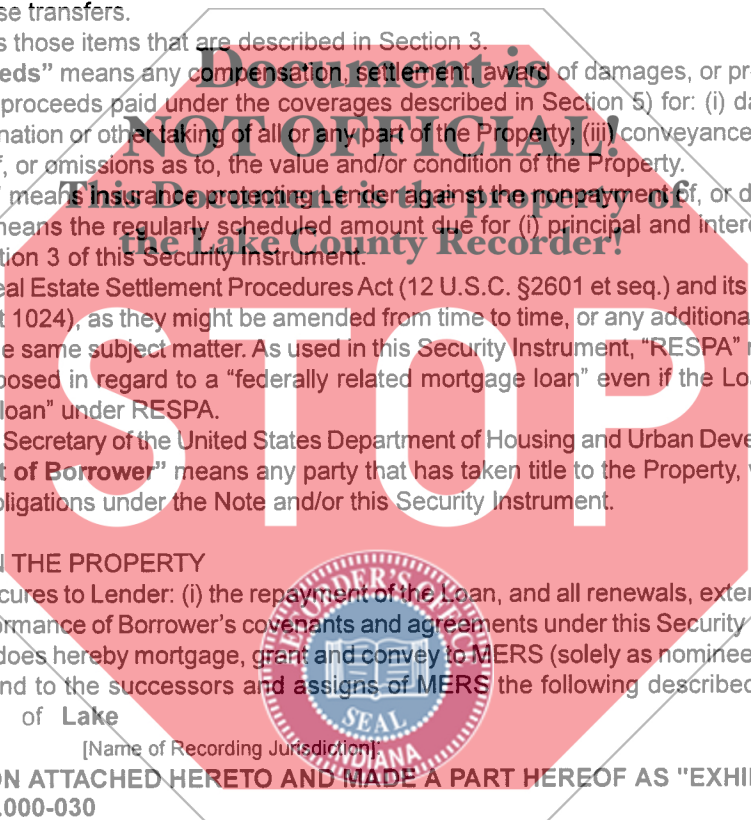 se transfers.
s those items that are described in Section 3.
Document is
eds” means any compensation, settlement, award of damages, or pr
proceeds paid under the coverages described in Section 5) for: (i) da
NOT OFFICIAL!
nation or other taking of all or any part of the Property; (iii) conveyance
f, or omissions as to, the value and/or condition of the Property.
This Document is the property of
” means insurance protecting Lender against the nonpayment of, or d
means the regularly scheduled amount due for (i) principal and intere
the Lake County Recorder!
tion 3 of this Security Instrument.
eal Estate Settlement Procedures Act (12 U.S.C. §2601 et seq.) and its
t 1024), as they might be amended from time to time, or any additiona
e same subject matter. As used in this Security Instrument, “RESPA” r
posed in regard to a “federally related mortgage loan” even if the Loa
loan” under RESPA.
STOP
Secretary of the United States Department of Housing and Urban Deve
t of Borrower” means any party that has taken title to the Property, w
bligations under the Note and/or this Security Instrument.
N THE PROPERTY
cures to Lender: (i) the repayment of the Loan, and all renewals, exter
ormance of Borrower’s covenants and agreements under this Security
does hereby mortgage, grant and convey to MERS (solely as nominee
nd to the successors and assigns of MERS the following described
of Lake
[Name of Recording Jurisdiction]:
ON ATTACHED HERETO AND MADE A PART HEREOF AS "EXHI
.000-030
RECORDER'S OFFICE
SEAL
INDIANA